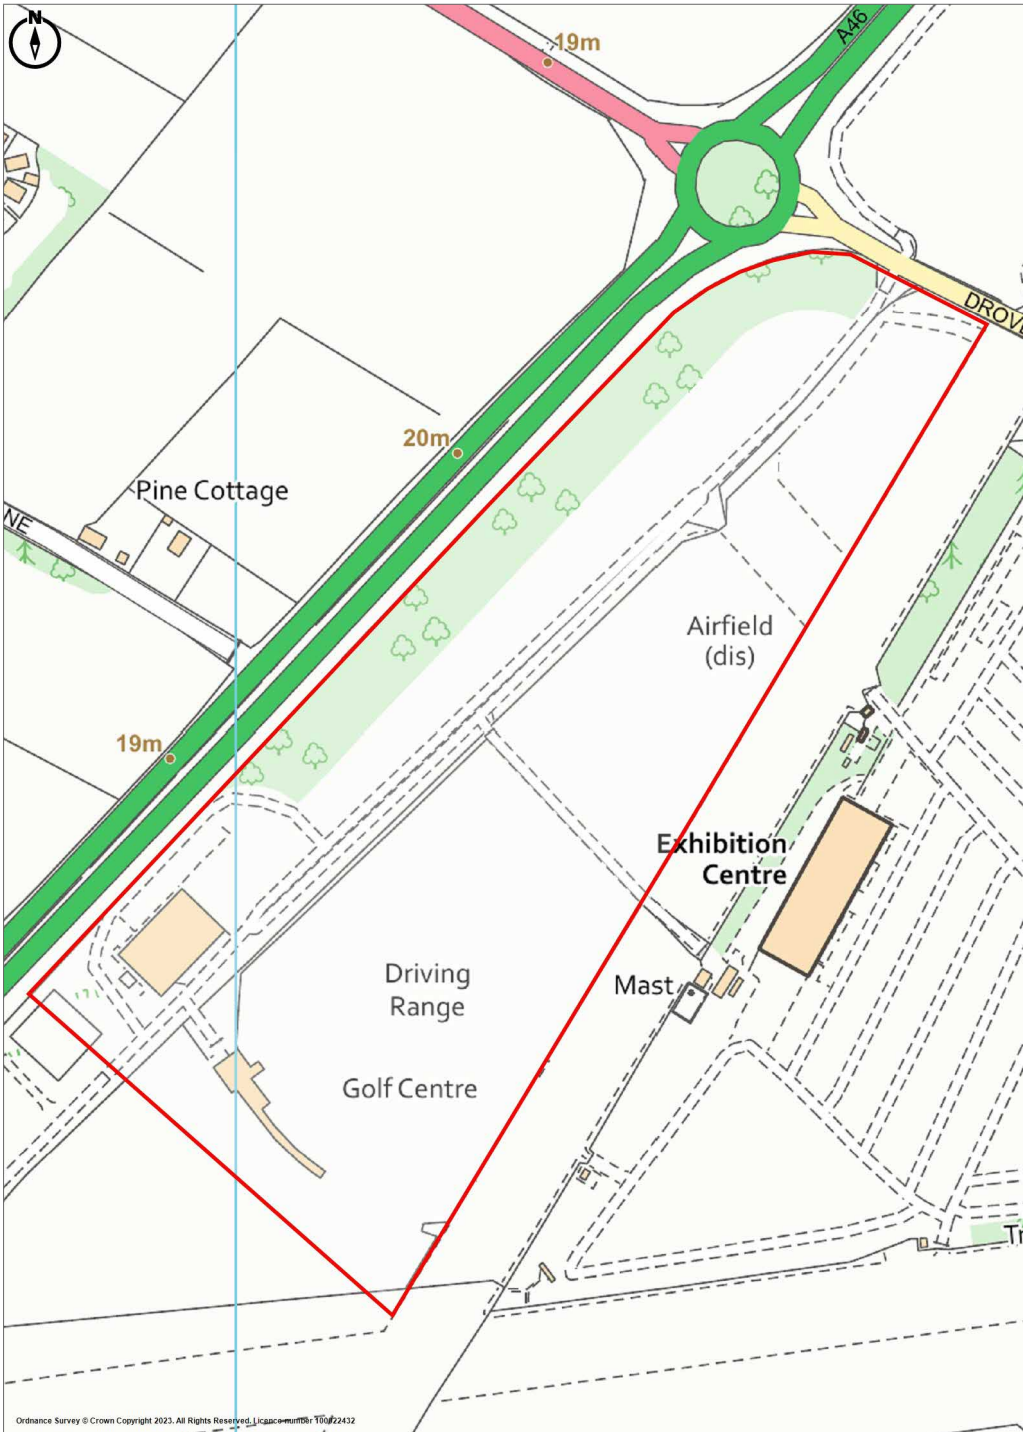 N
19m
A46
DROVE
20m
Pine Cottage
NE
Airfield
(dis)
19m
Exhibition
Centre
Driving
Range
Mast
Golf Centre
Tr
Ordnance Survey © Crown Copyright 2023. All Rights Reserved. Licence number 100022432